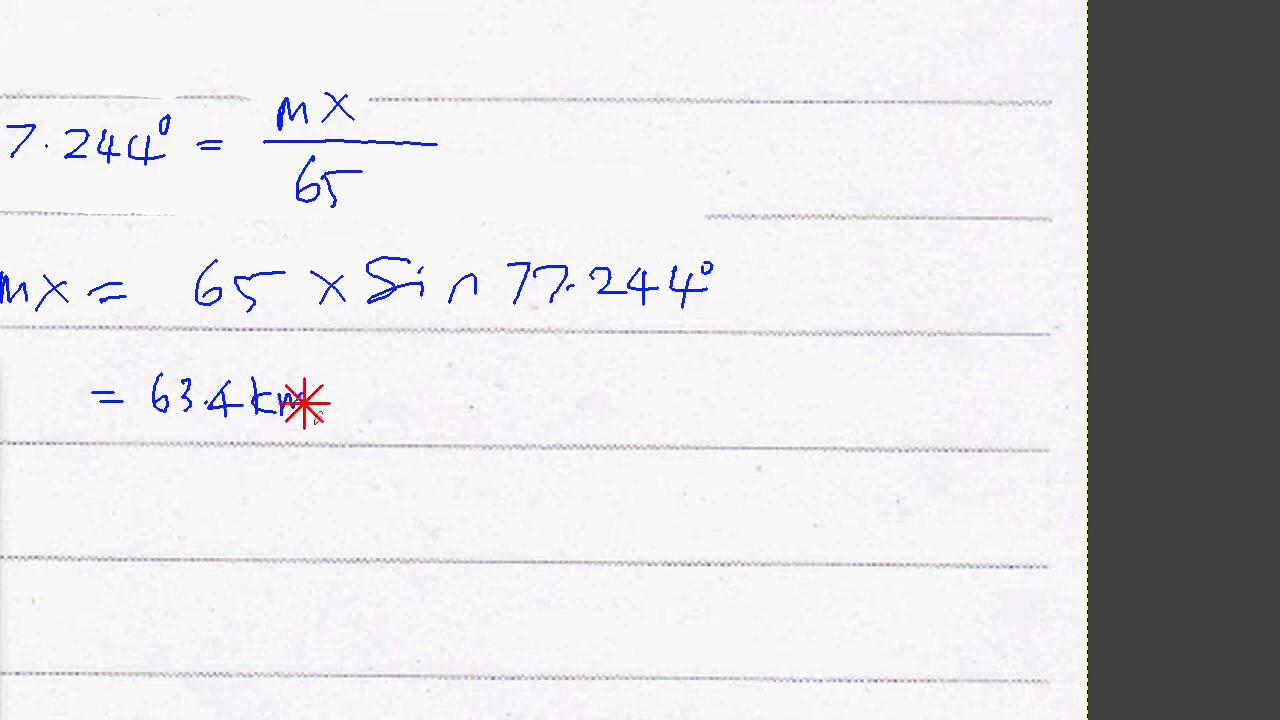 7.244° = MX
65
MX = 65 × Sin 77.244°
= 63.4 km